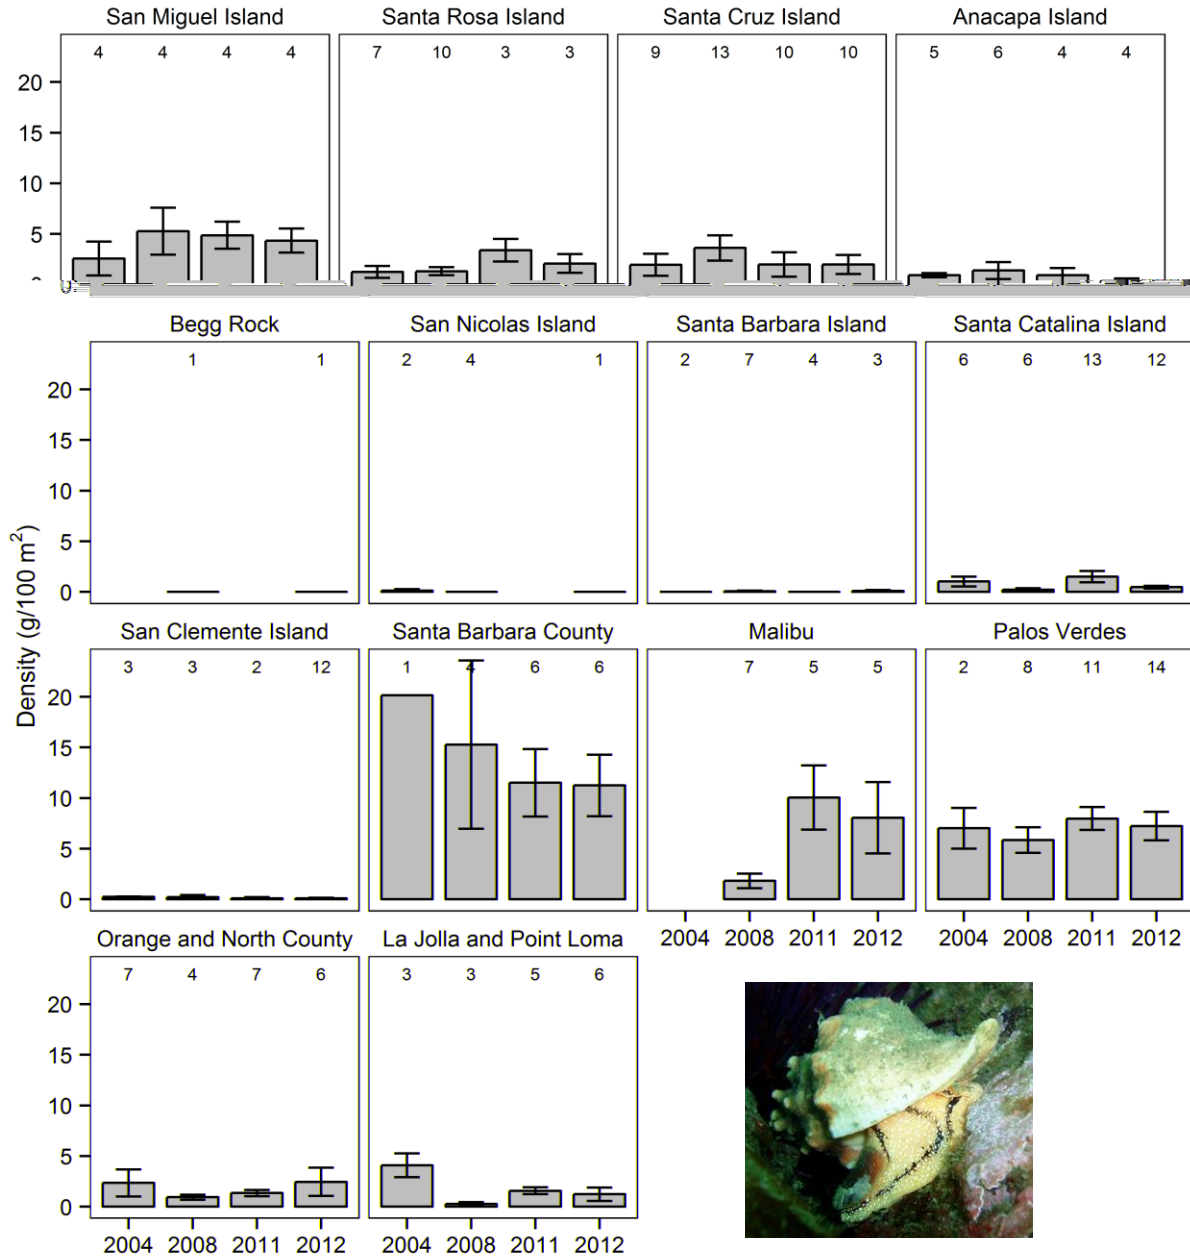 San Miguel Island Santa Rosa Island Santa Cruz Island Anacapa Island
4 4 4 4 7 10 3 3 9 13 10 10 5 6 4 4
20
15
10
5
Begg Rock San Nicolas Island Santa Barbara Island Santa Catalina Island
1 1 2 4 1 2 7 4 3 6 6 13 12
20
15
10
5
0
Density (g/100 m²)
San Clemente Island Santa Barbara County Malibu Palos Verdes
3 3 2 12 1 4 6 6 7 5 5 2 8 11 14
20
15
10
5
0
2004 2008 2011 2012 2004 2008 2011 2012
Orange and North County La Jolla and Point Loma
7 4 7 6 3 3 5 6
20
15
10
5
0
2004 2008 2011 2012 2004 2008 2011 2012